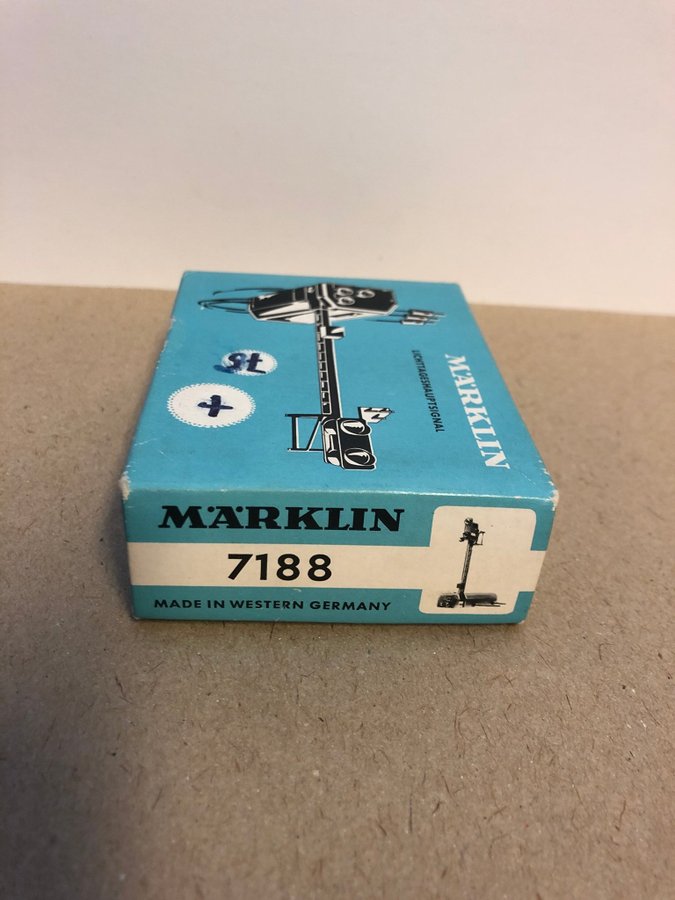 MÄRKLIN
LICHTTAGESHAUPTSIGNAL
+
MÄRKLIN
7188
MADE IN WESTERN GERMANY